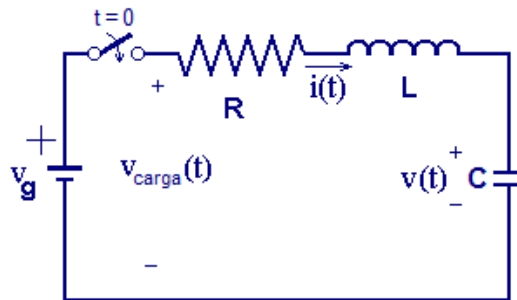 t = 0
+
R
i(t)
L
+
v_g
v_carga(t)
+
v(t)
C
−
−